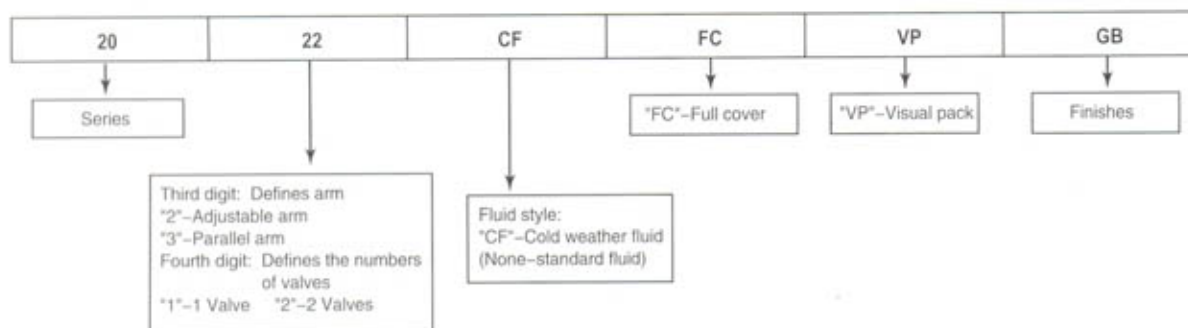 20 22 CF FC VP GB
Series
"FC"–Full cover
"VP"–Visual pack
Finishes
Third digit: Defines arm
"2"–Adjustable arm
"3"–Parallel arm
Fourth digit: Defines the numbers
of valves
"1"–1 Valve "2"–2 Valves
Fluid style:
"CF"–Cold weather fluid
(None–standard fluid)